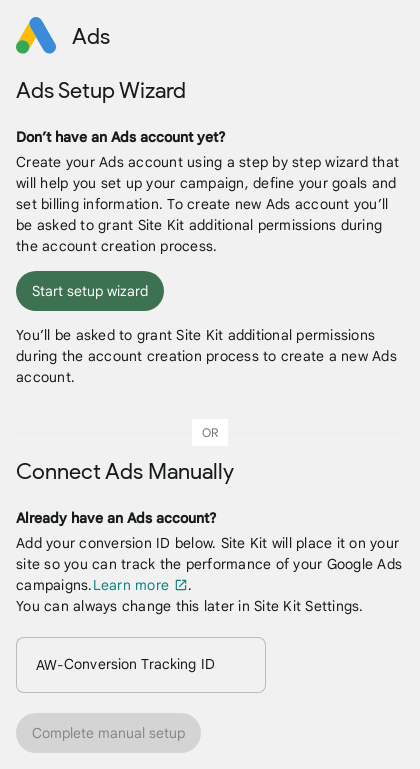 Ads
Ads Setup Wizard
Don’t have an Ads account yet?
Create your Ads account using a step by step wizard that
will help you set up your campaign, define your goals and
set billing information. To create new Ads account you’ll
be asked to grant Site Kit additional permissions during
the account creation process.
Start setup wizard
You’ll be asked to grant Site Kit additional permissions
during the account creation process to create a new Ads
account.
OR
Connect Ads Manually
Already have an Ads account?
Add your conversion ID below. Site Kit will place it on your
site so you can track the performance of your Google Ads
campaigns.Learn more .
You can always change this later in Site Kit Settings.
AW-Conversion Tracking ID
Complete manual setup